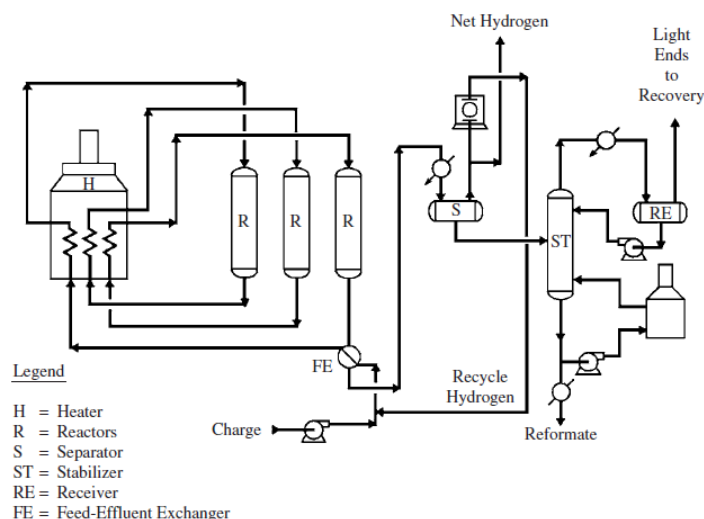 Net Hydrogen
Light
Ends
to
Recovery
H
R
R
R
S
RE
ST
FE
Recycle
Hydrogen
Charge
Reformate
Legend
H = Heater
R = Reactors
S = Separator
ST = Stabilizer
RE = Receiver
FE = Feed-Effluent Exchanger